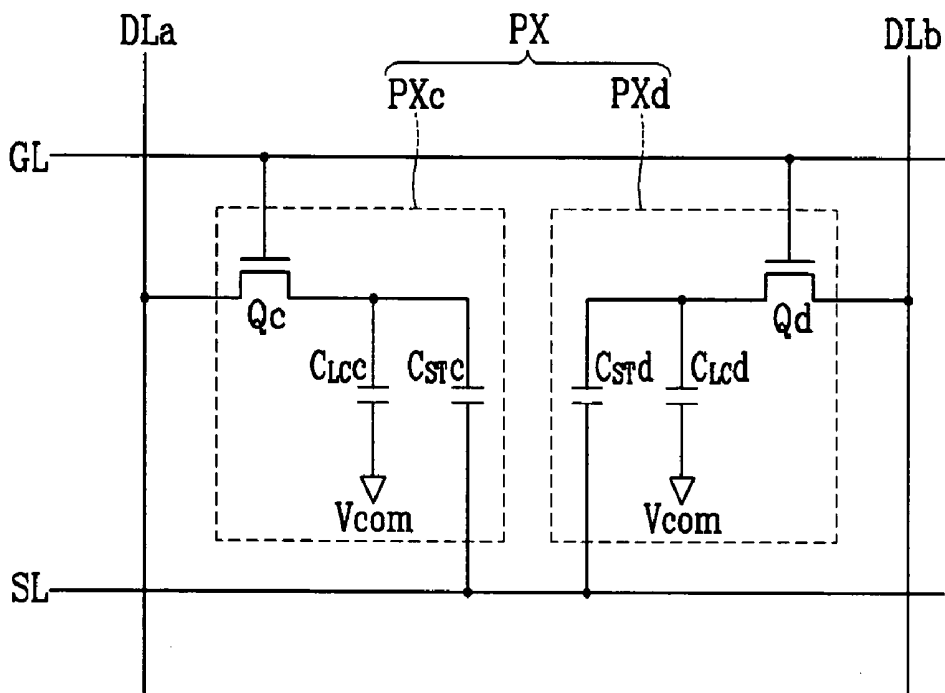 DLa PX DLb
PXc PXd
GL
Qc Qd
CLCc CSTc CSTd CLCd
Vcom Vcom
SL